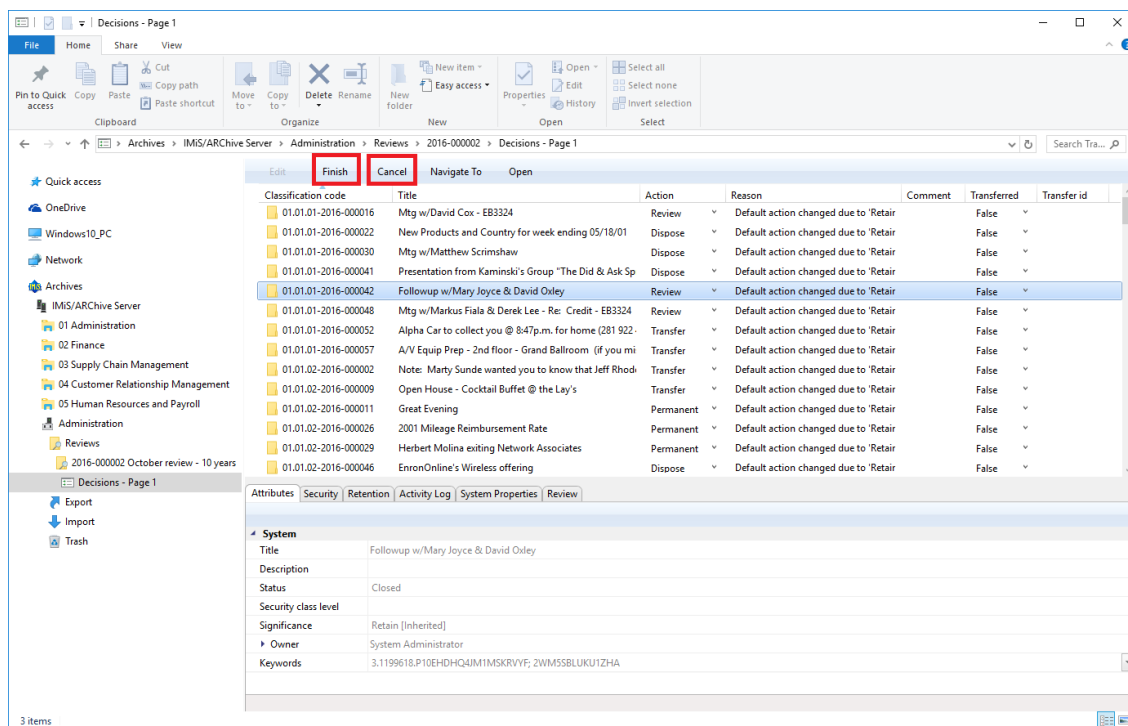 Decisions - Page 1
File Home Share View
Pin to Quick access Copy Paste Cut Copy path Paste shortcut
Move to Copy to Delete Rename New folder New item Easy access
Properties Open Edit History Select all Select none Invert selection
Clipboard Organize New Open Select
Archives IMiS/ARChive Server Administration Reviews 2016-000002 Decisions - Page 1 Search Tra...
Edit Finish Cancel Navigate To Open
Quick access
OneDrive
Windows10_PC
Network
Archives
IMiS/ARChive Server
01 Administration
02 Finance
03 Supply Chain Management
04 Customer Relationship Management
05 Human Resources and Payroll
Administration
Reviews
2016-000002 October review - 10 years
Decisions - Page 1
Export
Import
Trash
Classification code Title Action Reason Comment Transferred Transfer id
01.01.01-2016-000016 Mtg w/David Cox - EB3324 Review Default action changed due to 'Retair False
01.01.01-2016-000022 New Products and Country for week ending 05/18/01 Dispose Default action changed due to 'Retair False
01.01.01-2016-000030 Mtg w/Matthew Scrimshaw Dispose Default action changed due to 'Retair False
01.01.01-2016-000041 Presentation from Kaminski's Group "The Did & Ask Sp Dispose Default action changed due to 'Retair False
01.01.01-2016-000042 Followup w/Mary Joyce & David Oxley Review Default action changed due to 'Retair False
01.01.01-2016-000048 Mtg w/Markus Fiala & Derek Lee - Re: Credit - EB3324 Review Default action changed due to 'Retair False
01.01.01-2016-000052 Alpha Car to collect you @ 8:47p.m. for home (281 922 Transfer Default action changed due to 'Retair False
01.01.01-2016-000057 A/V Equip Prep - 2nd floor - Grand Ballroom (if you mi Transfer Default action changed due to 'Retair False
01.01.02-2016-000002 Note: Marty Sunde wanted you to know that Jeff Rhod Transfer Default action changed due to 'Retair False
01.01.02-2016-000009 Open House - Cocktail Buffet @ the Lay's Transfer Default action changed due to 'Retair False
01.01.02-2016-000011 Great Evening Permanent Default action changed due to 'Retair False
01.01.02-2016-000026 2001 Mileage Reimbursement Rate Permanent Default action changed due to 'Retair False
01.01.02-2016-000029 Herbert Molina exiting Network Associates Permanent Default action changed due to 'Retair False
01.01.02-2016-000046 EnronOnline's Wireless offering Dispose Default action changed due to 'Retair False
Attributes Security Retention Activity Log System Properties Review
System
Title Followup w/Mary Joyce & David Oxley
Description
Status Closed
Security class level
Significance Retain [Inherited]
Owner System Administrator
Keywords 3.1199618.P10EHDHQ4JM1MSKRVYF; 2WM5SBLUKU1ZHA
3 items